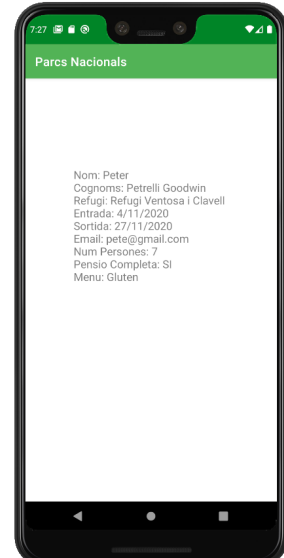 7:27
Parcs Nacionals
Nom: Peter
Cognoms: Petrelli Goodwin
Refugi: Refugi Ventosa i Clavell
Entrada: 4/11/2020
Sortida: 27/11/2020
Email: pete@gmail.com
Num Persones: 7
Pensio Completa: SI
Menu: Gluten